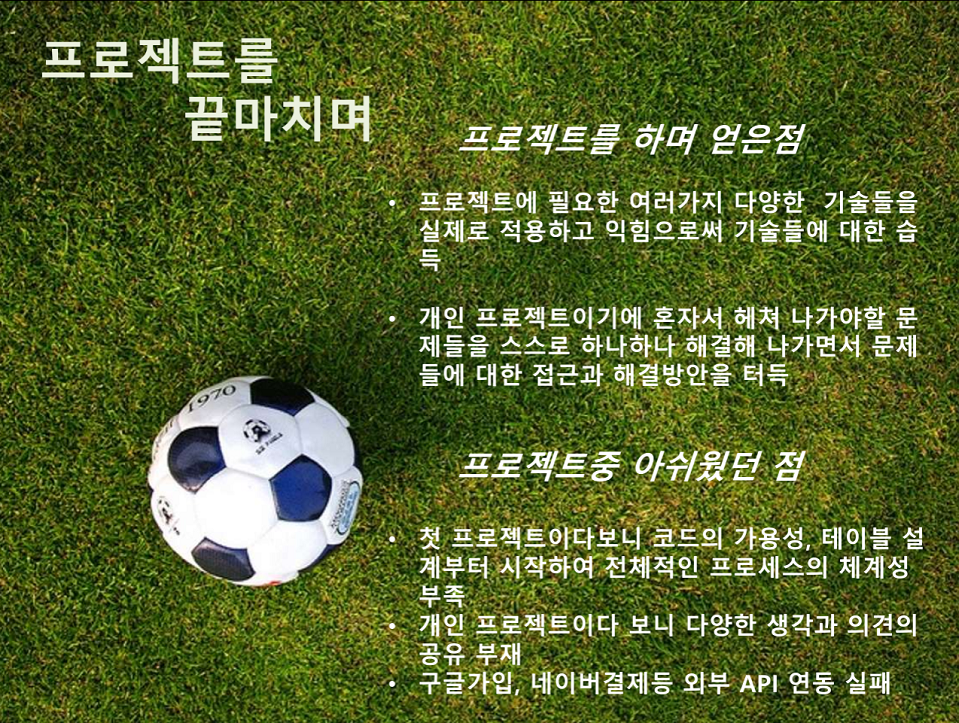 프로젝트를
끝마치며
프로젝트를 하며 얻은점
• 프로젝트에 필요한 여러가지 다양한 기술들을
실제로 적용하고 익힘으로써 기술들에 대한 습
득
• 개인 프로젝트이기에 혼자서 헤쳐 나가야할 문
제들을 스스로 하나하나 해결해 나가면서 문제
들에 대한 접근과 해결방안을 터득
프로젝트중 아쉬웠던 점
• 첫 프로젝트이다보니 코드의 가용성, 테이블 설
계부터 시작하여 전체적인 프로세스의 체계성
부족
• 개인 프로젝트이다 보니 다양한 생각과 의견의
공유 부재
• 구글가입, 네이버결제등 외부 API 연동 실패
1970